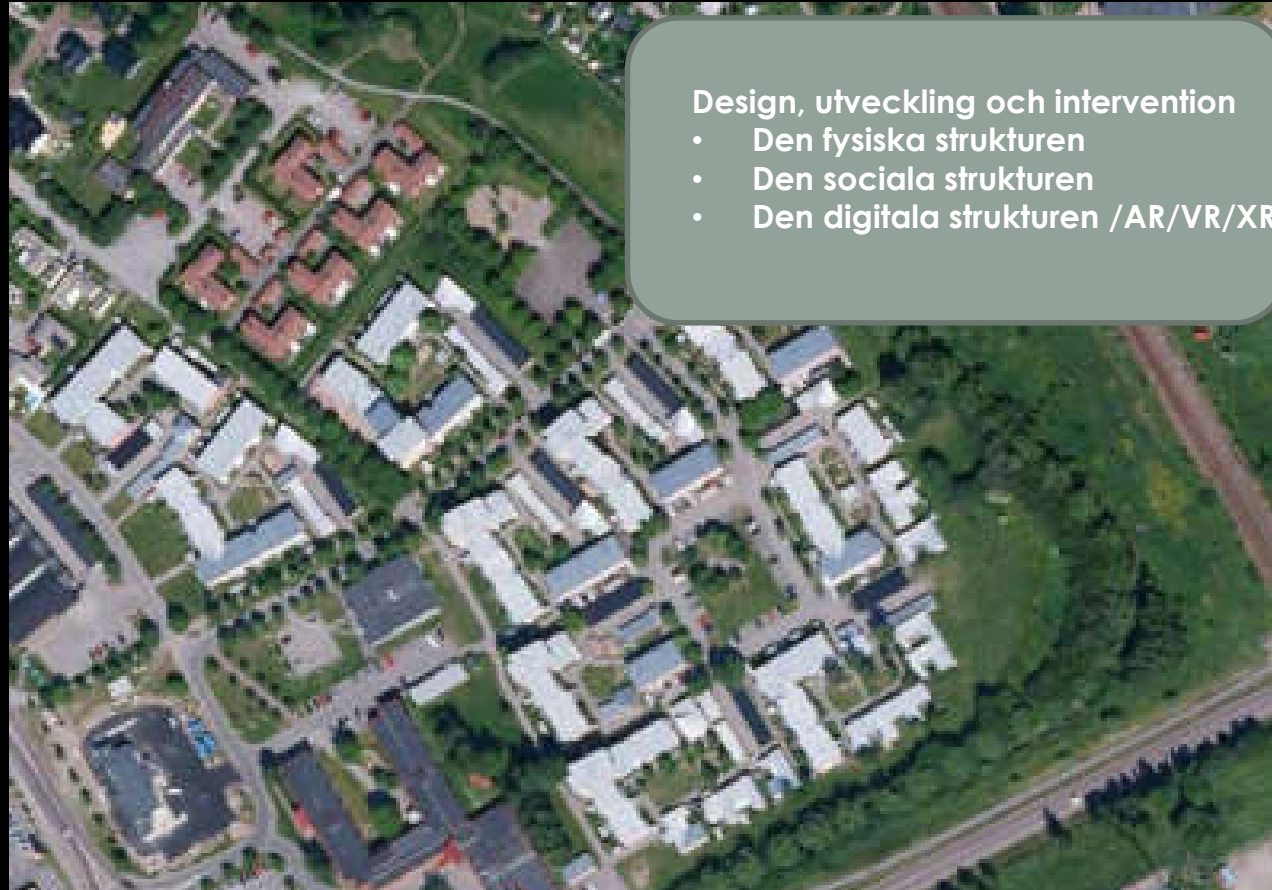 Design, utveckling och intervention
• Den fysiska strukturen
• Den sociala strukturen
• Den digitala strukturen /AR/VR/XR